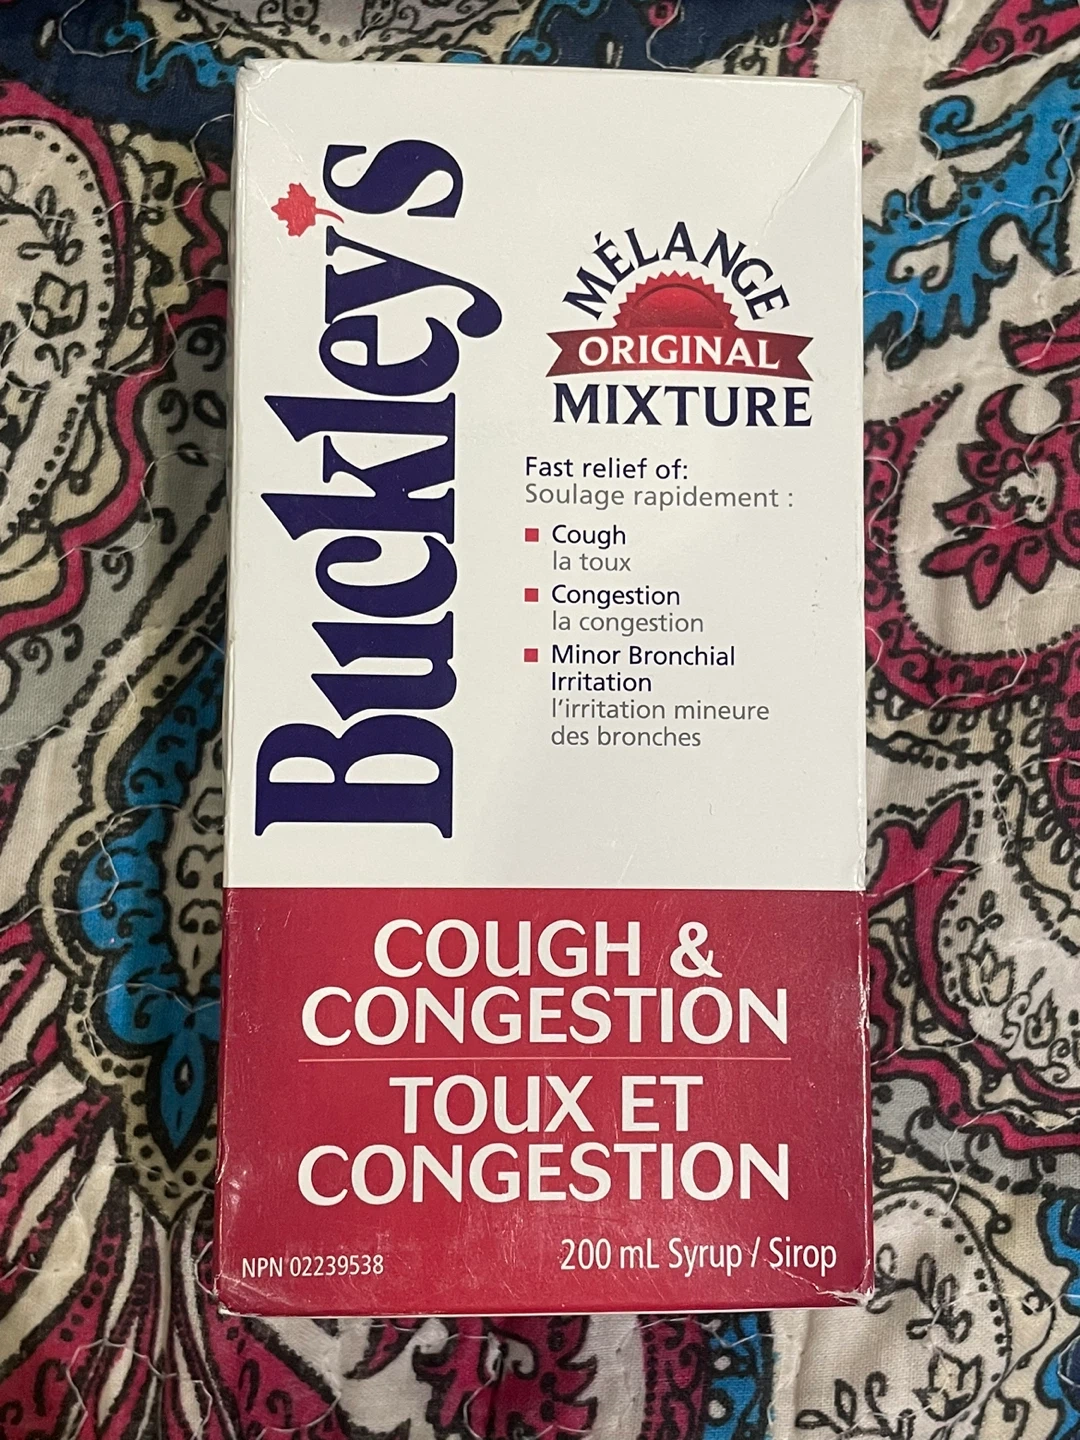 Buckley's
MÉLANGE
ORIGINAL
MIXTURE
Fast relief of:
Soulage rapidement :
Cough
la toux
Congestion
la congestion
Minor Bronchial
Irritation
l'irritation mineure
des bronches
COUGH &
CONGESTION
TOUX ET
CONGESTION
NPN 02239538
200 mL Syrup / Sirop